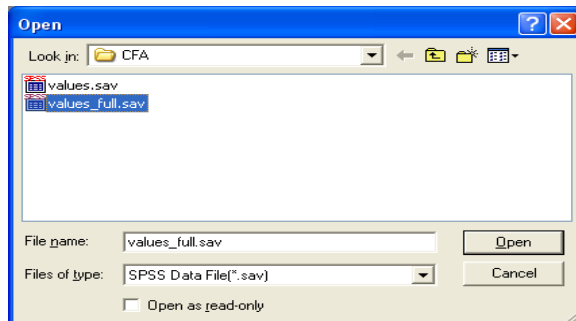 Open
Look in: CFA
values.sav
values_full.sav
File name: values_full.sav Open
Files of type: SPSS Data File(*.sav) Cancel
Open as read-only